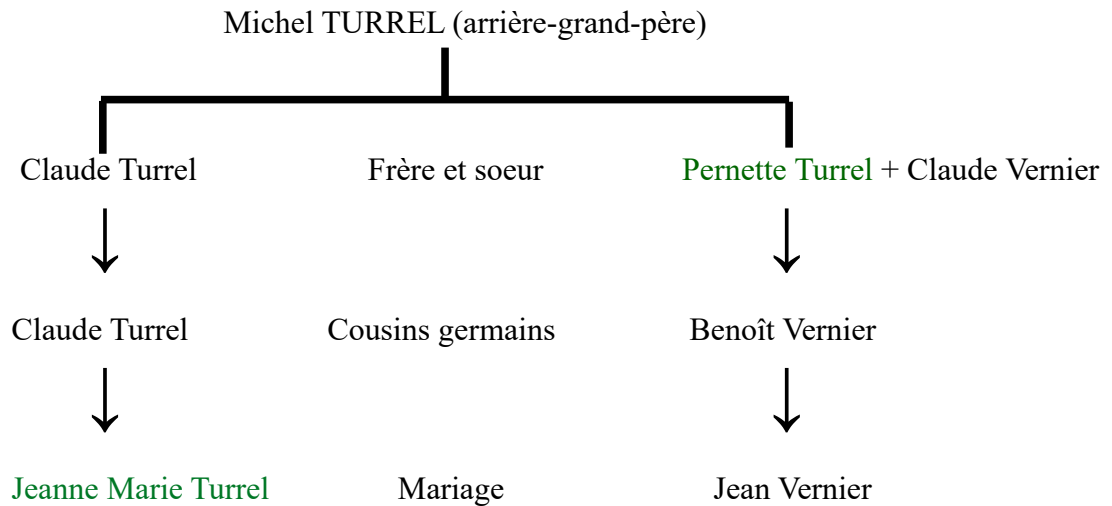 Michel TURREL (arrière-grand-père)
Claude Turrel Frère et soeur Pernette Turrel + Claude Vernier
Claude Turrel Cousins germains Benoît Vernier
Jeanne Marie Turrel Mariage Jean Vernier